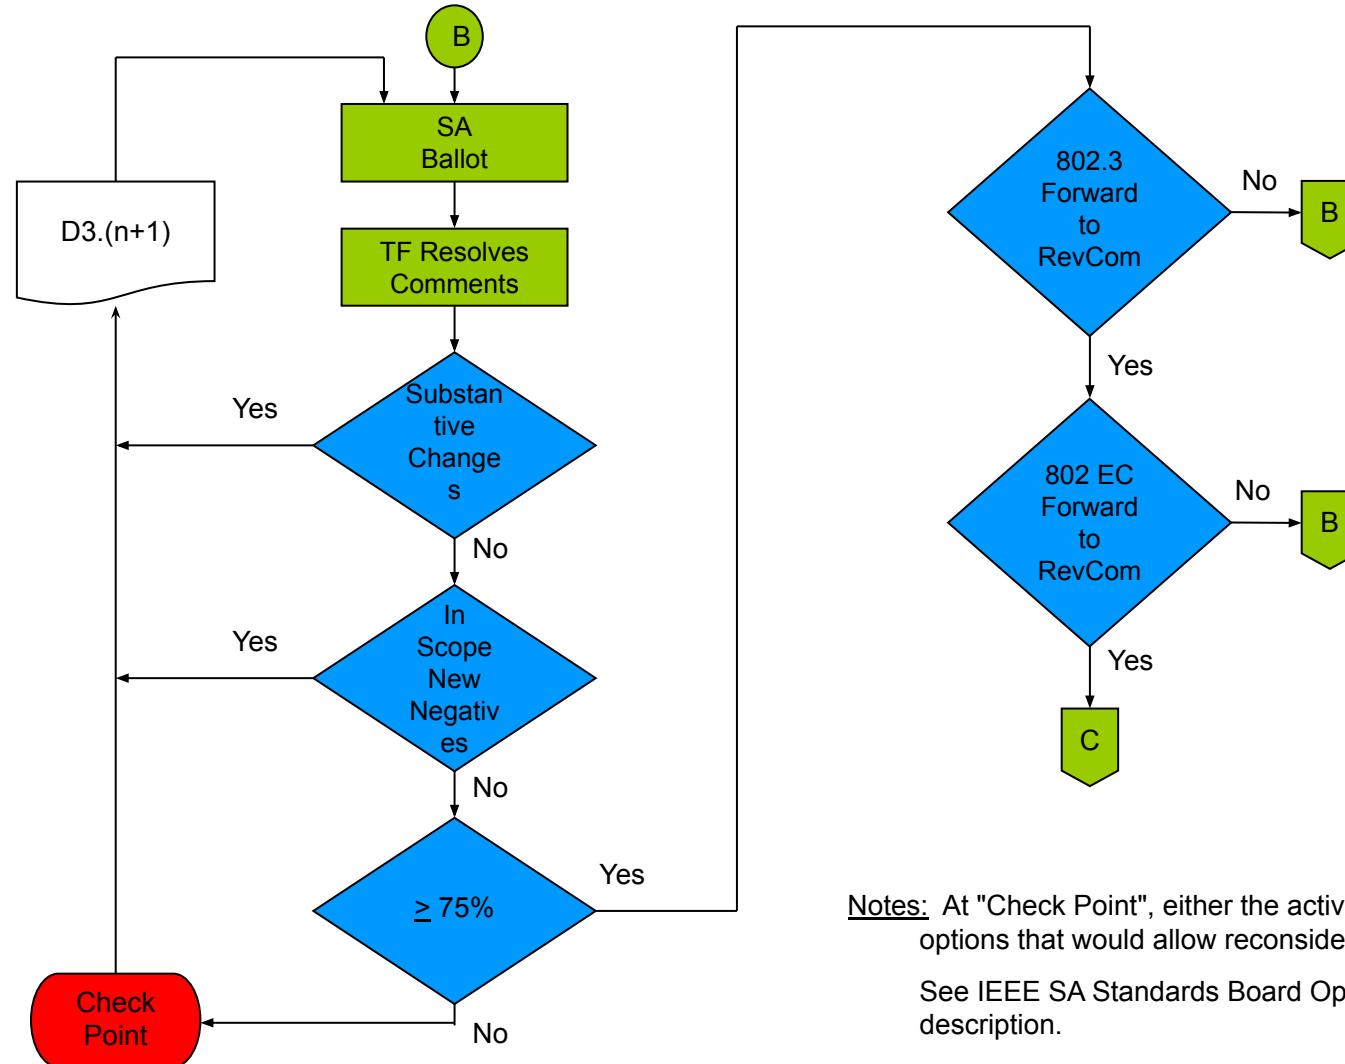 B
SA
Ballot
D3.(n+1)
TF Resolves
Comments
Substan
tive
Change
s
Yes
No
In
Scope
New
Negativ
es
Yes
No
≥ 75%
Yes
No
Check
Point
802.3
Forward
to
RevCom
No
B
Yes
802 EC
Forward
to
RevCom
No
B
Yes
C
Notes: At "Check Point", either the activ
options that would allow reconside
See IEEE SA Standards Board Op
description.